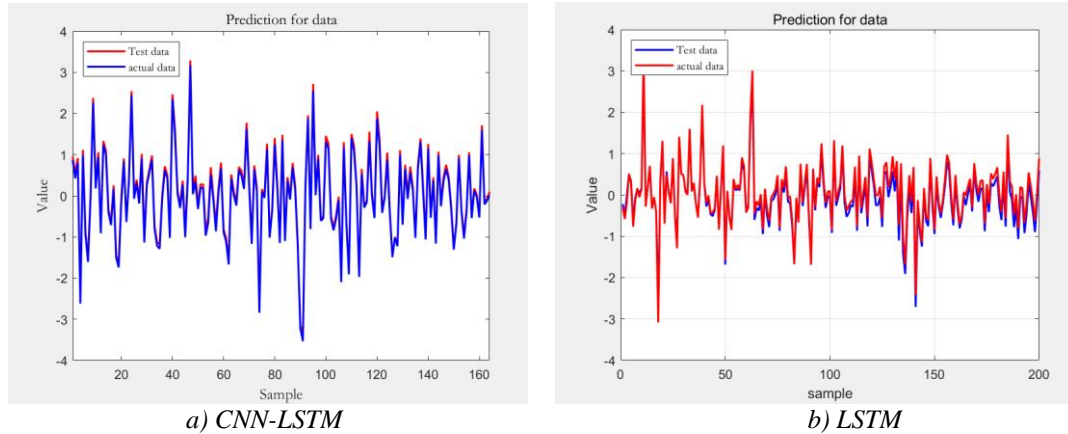 Prediction for data
4
3
2
1
0
-1
-2
-3
-4
Value
Test data
actual data
20 40 60 80 100 120 140 160
Sample
a) CNN-LSTM
Prediction for data
4
3
2
1
0
-1
-2
-3
-4
Value
Test data
actual data
0 50 100 150 200
sample
b) LSTM